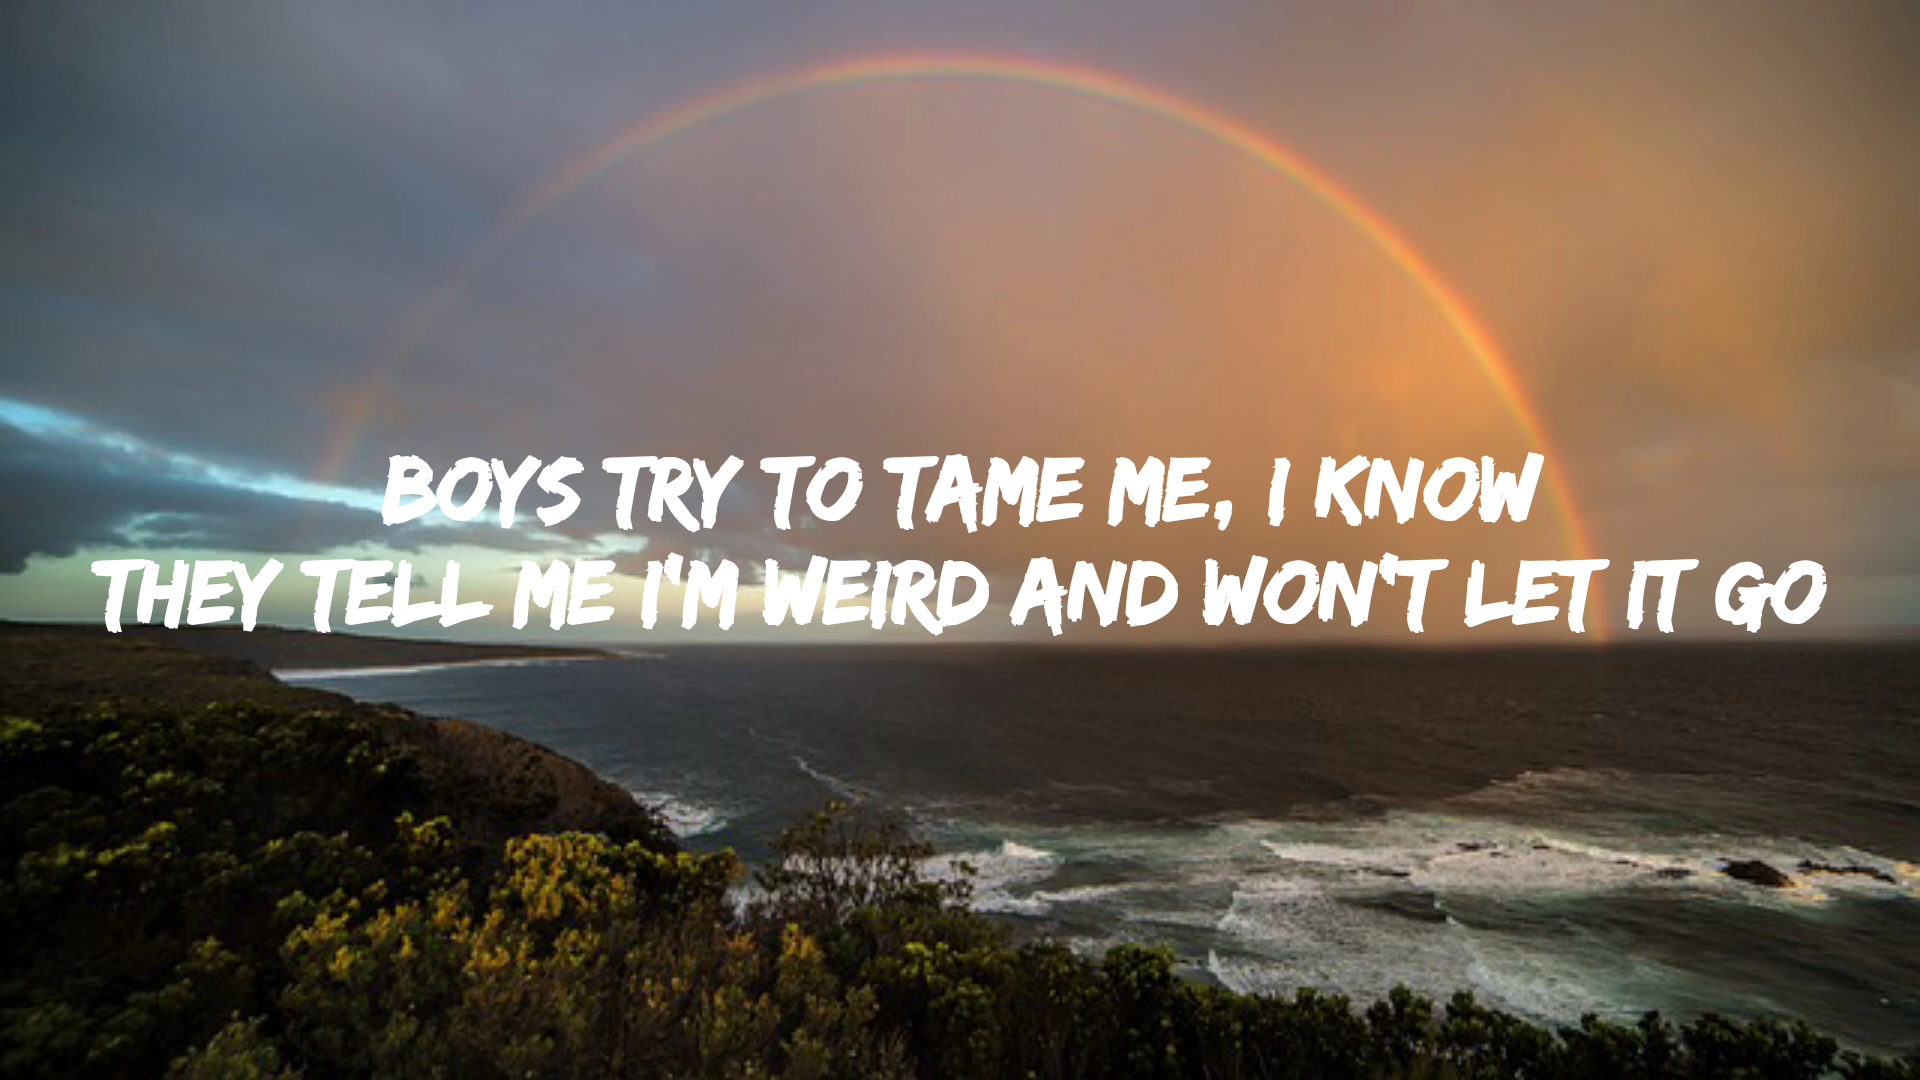 BOYS TRY TO TAME ME, I KNOW
THEY TELL ME I'M WEIRD AND WON'T LET IT GO